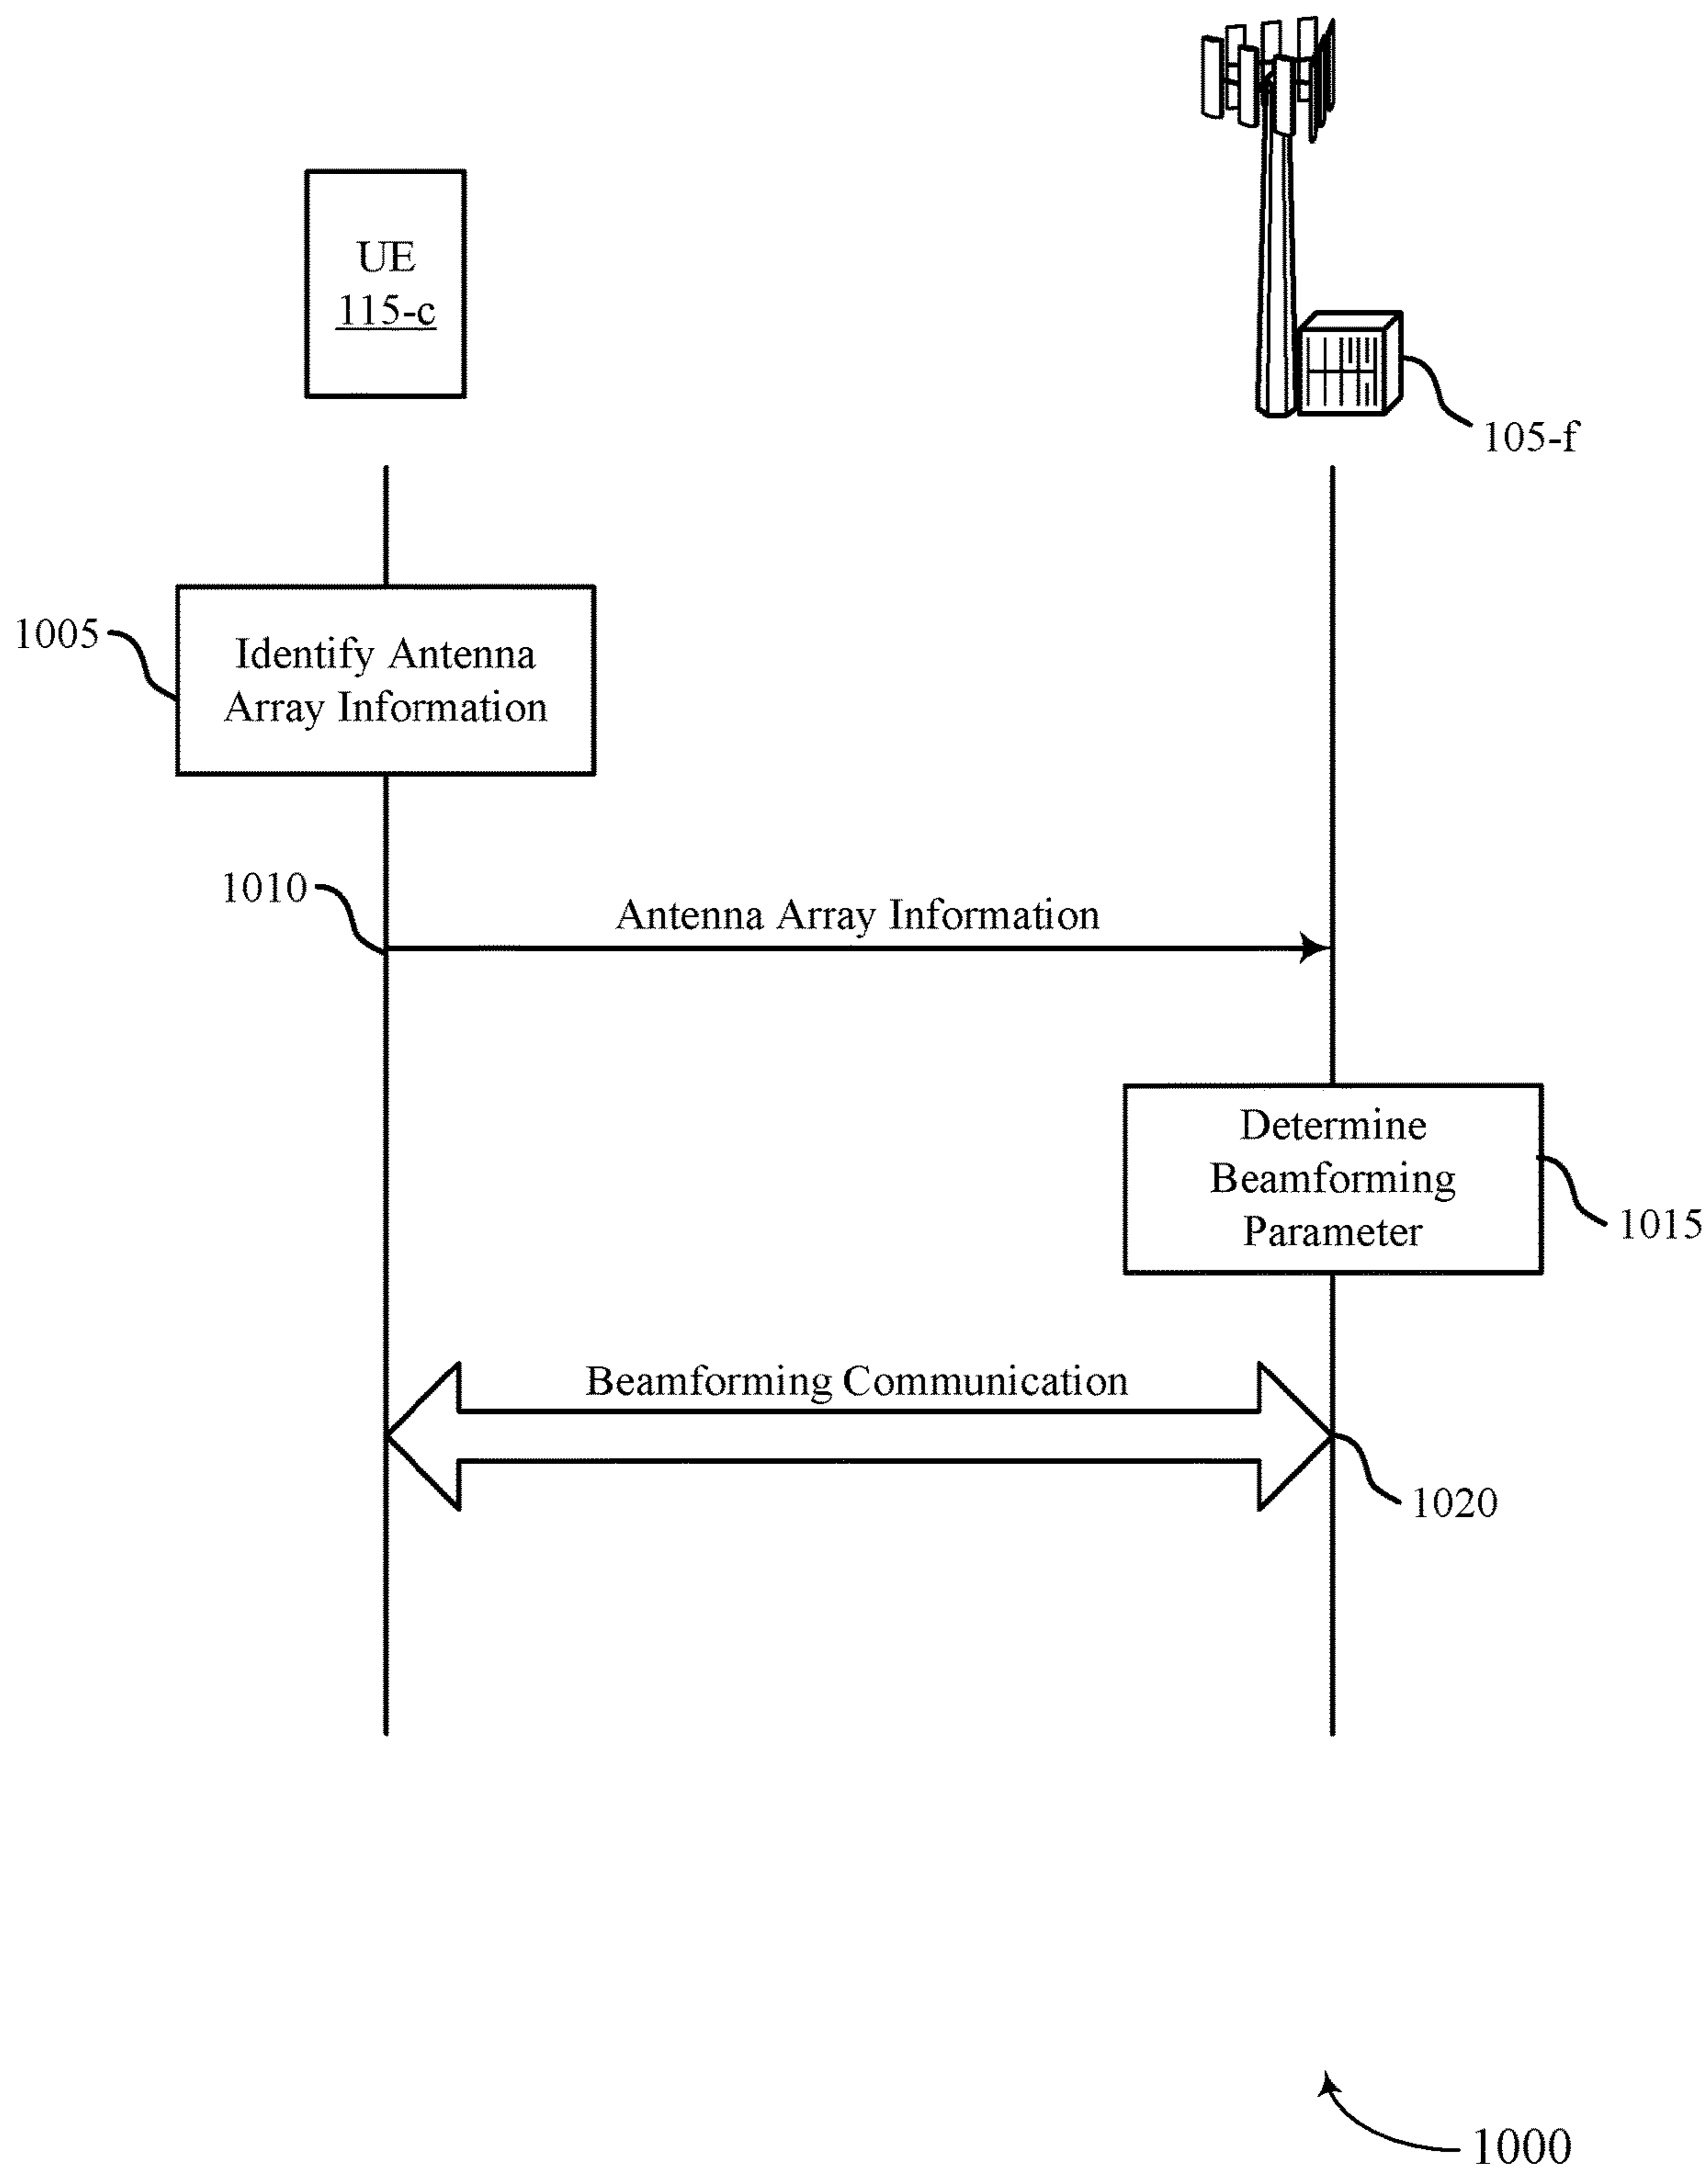 UE
115-c
105-f
1005
Identify Antenna
Array Information
1010
Antenna Array Information
Determine
Beamforming
Parameter
1015
Beamforming Communication
1020
1000